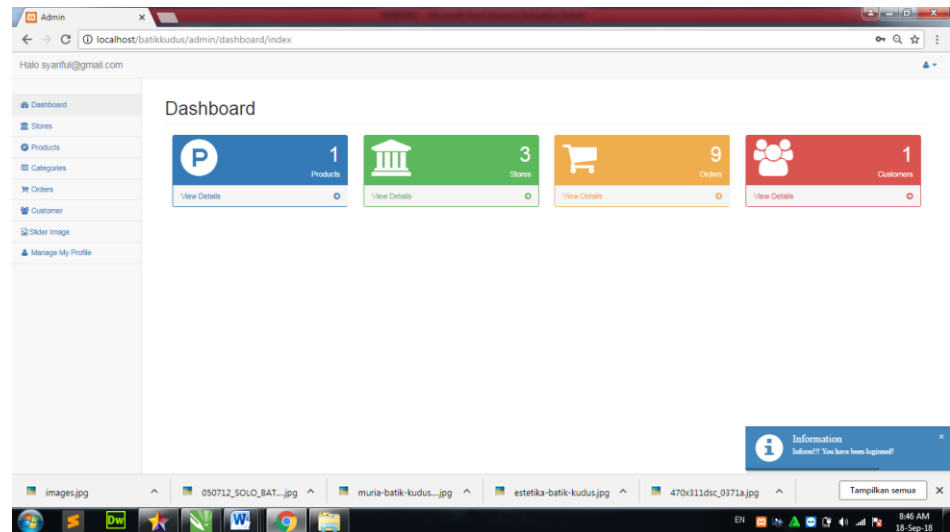 Admin
localhost/batikkudus/admin/dashboard/index
Halo syariful@gmail.com
Dashboard
Stores
Products
Categories
Orders
Customer
Slider Image
Manage My Profile
Dashboard
P
1
Products
View Details
3
Stores
View Details
9
Orders
View Details
1
Customers
View Details
Information
Inform!!! You have been loginned!
images.jpg
050712_SOLO_BAT....jpg
muria-batik-kudus....jpg
estetika-batik-kudus.jpg
470x311dsc_0371a.jpg
Tampilkan semua
Dw
W
EN
8:46 AM
18-Sep-18